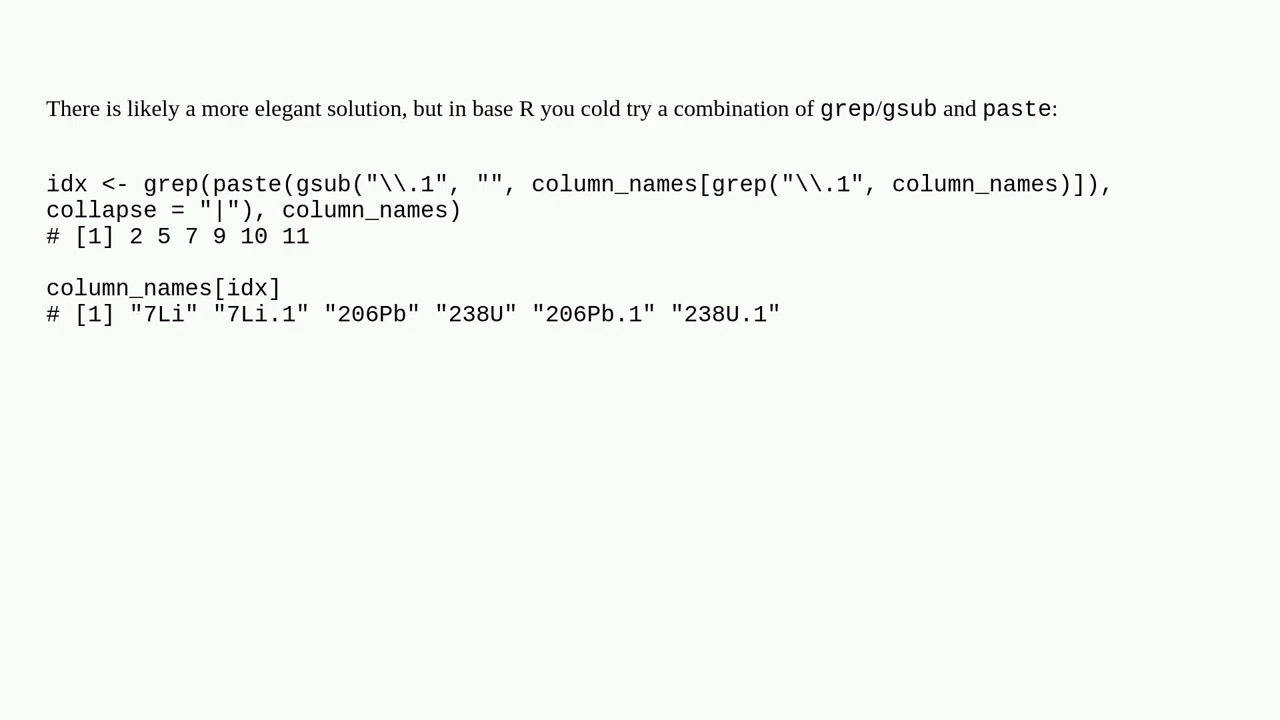 There is likely a more elegant solution, but in base R you cold try a combination of grep/gsub and paste:
idx <- grep(paste(gsub("\\.1", "", column_names[grep("\\.1", column_names)]),
collapse = "|"), column_names)
# [1] 2 5 7 9 10 11
column_names[idx]
# [1] "7Li" "7Li.1" "206Pb" "238U" "206Pb.1" "238U.1"